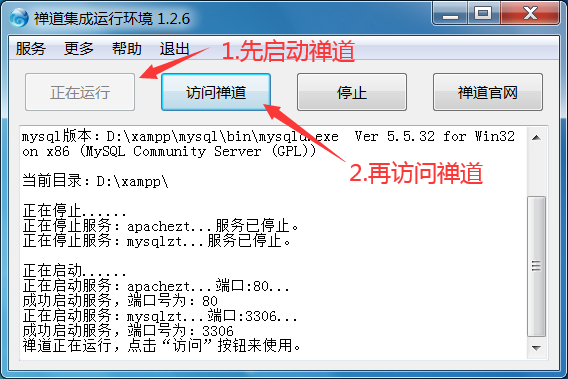 禅道集成运行环境 1.2.6
服务 更多 帮助 退出
1.先启动禅道
正在运行 访问禅道 停止 禅道官网
mysql版本：D:\xampp\mysql\bin\mysqld.exe Ver 5.5.32 for Win32
on x86 (MySQL Community Server (GPL))
2.再访问禅道
当前目录：D:\xampp\
正在停止......
正在停止服务：apachezt...服务已停止。
正在停止服务：mysqlzt...服务已停止。
正在启动......
正在启动服务：apachezt...端口:80...
成功启动服务，端口号为：80
正在启动服务：mysqlzt...端口:3306...
成功启动服务，端口号为：3306
禅道正在运行，点击“访问”按钮来使用。